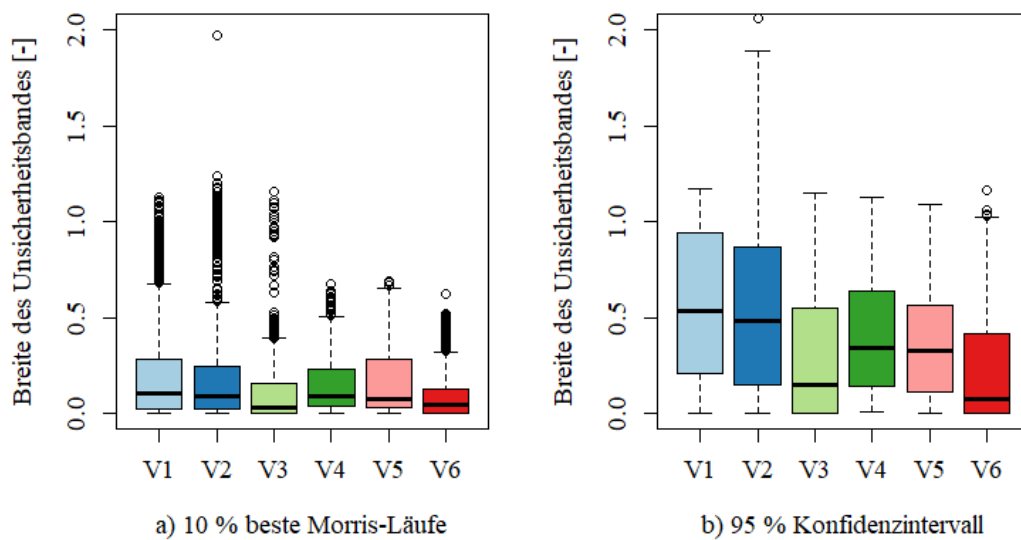 Breite des Unsicherheitsbandes [-]
2.0
1.5
1.0
0.5
0.0
V1 V2 V3 V4 V5 V6
a) 10 % beste Morris-Läufe
Breite des Unsicherheitsbandes [-]
2.0
1.5
1.0
0.5
0.0
V1 V2 V3 V4 V5 V6
b) 95 % Konfidenzintervall